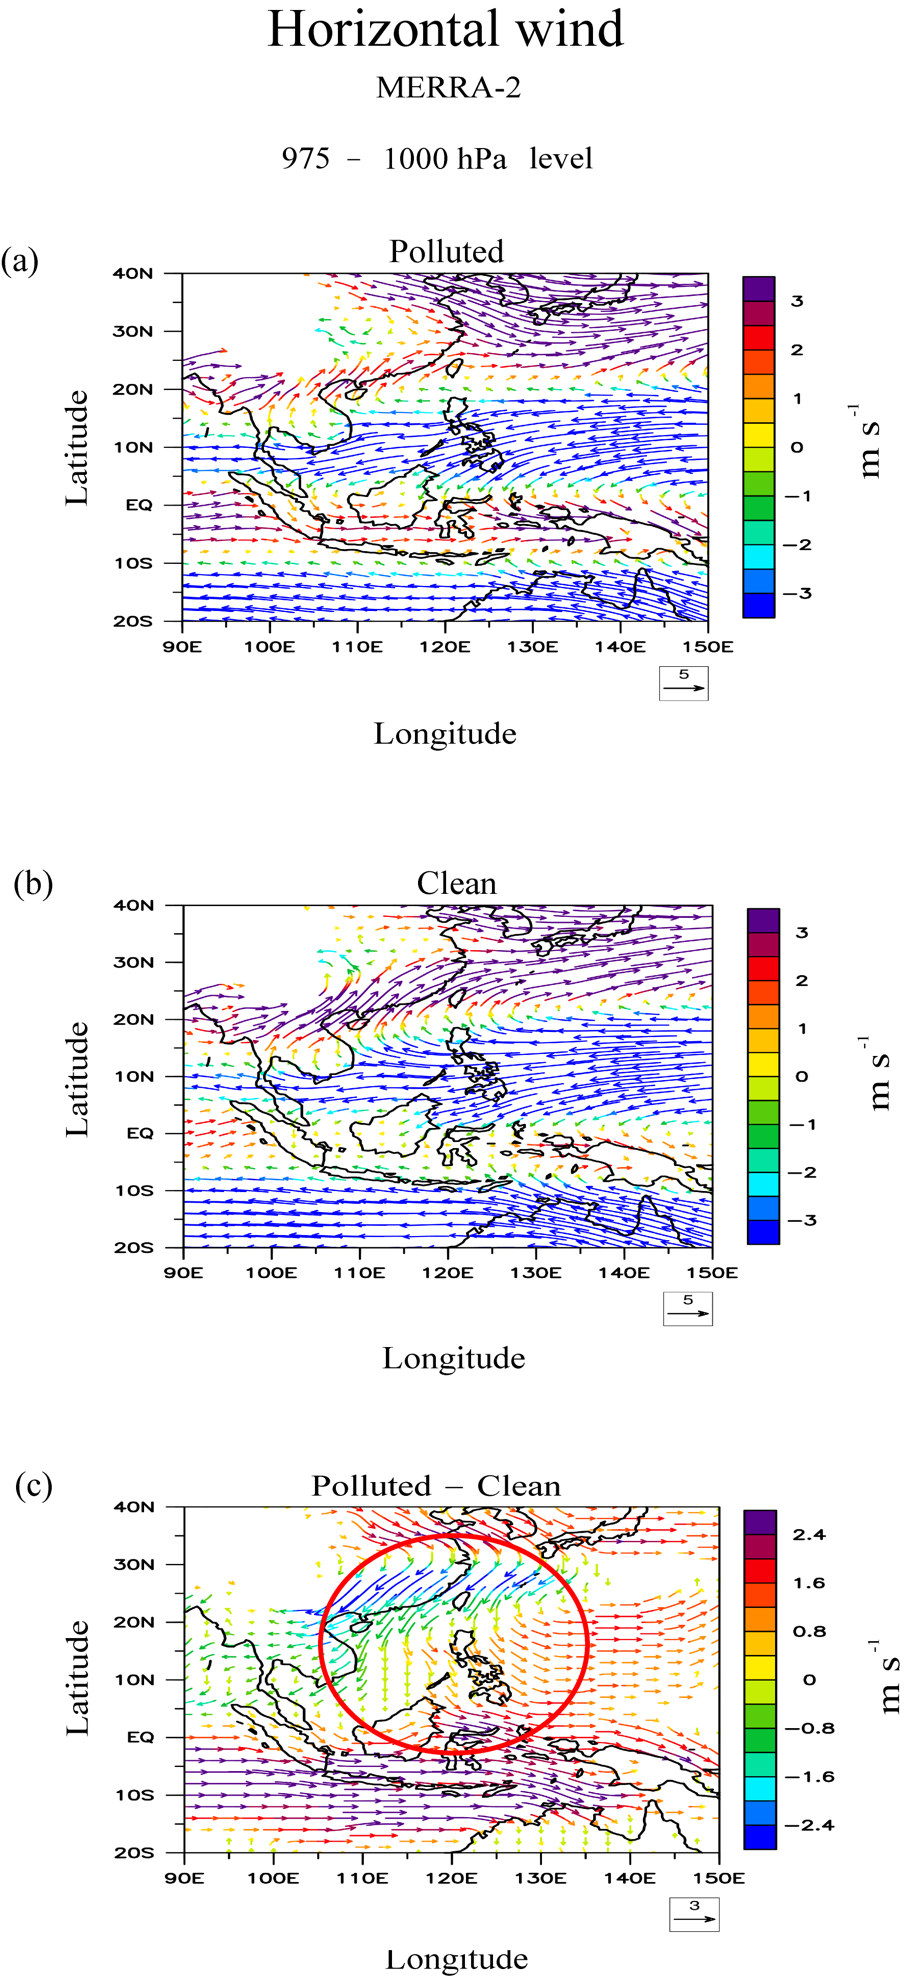 Horizontal wind
MERRA-2
975 – 1000 hPa level
(a)
Polluted
40N
30N
20N
10N
EQ
10S
20S
Latitude
90E 100E 110E 120E 130E 140E 150E
5
Longitude
3
2
1
0
−1
−2
−3
m s⁻¹
(b)
Clean
40N
30N
20N
10N
EQ
10S
20S
Latitude
90E 100E 110E 120E 130E 140E 150E
5
Longitude
3
2
1
0
−1
−2
−3
m s⁻¹
(c)
Polluted – Clean
40N
30N
20N
10N
EQ
10S
20S
Latitude
90E 100E 110E 120E 130E 140E 150E
3
Longitude
2.4
1.6
0.8
0
−0.8
−1.6
−2.4
m s⁻¹